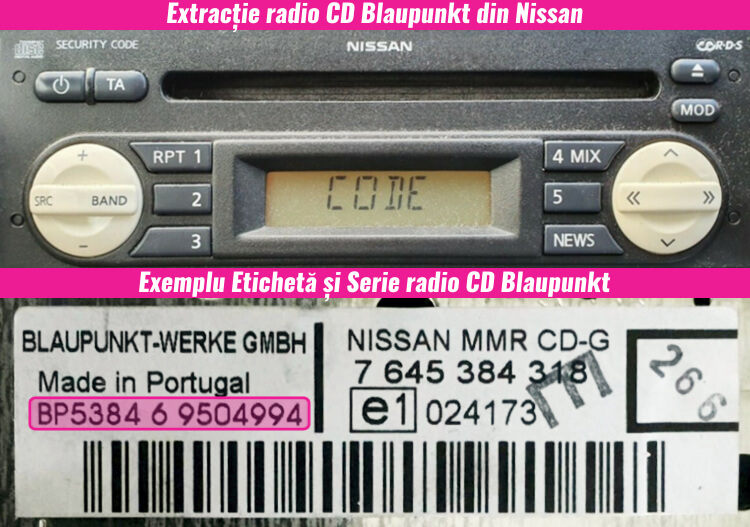 Extracție radio CD Blaupunkt din Nissan
SECURITY CODE
NISSAN
R·D·S
TA
MOD
RPT 1
4 MIX
SRC
BAND
2
5
3
NEWS
CODE
Exemplu Etichetă și Serie radio CD Blaupunkt
BLAUPUNKT-WERKE GMBH
Made in Portugal
BP5384 6 9504994
NISSAN MMR CD-G
7 645 384 318
e1 024173
E
266